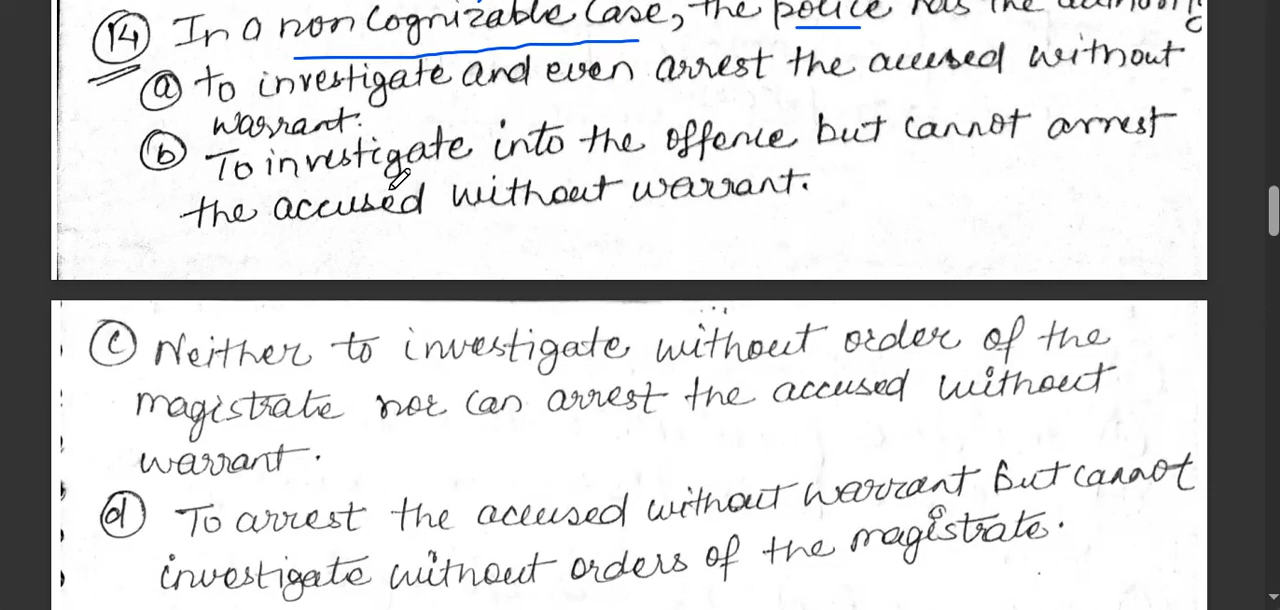 14 In a non Cognizable Case, the police has the
a to investigate and even arrest the accused without
warrant.
b To investigate into the offence but cannot arrest
the accused without warrant.
c Neither to investigate without order of the
magistrate nor can arrest the accused without
warrant.
d To arrest the accused without warrant but cannot
investigate without orders of the magistrate.